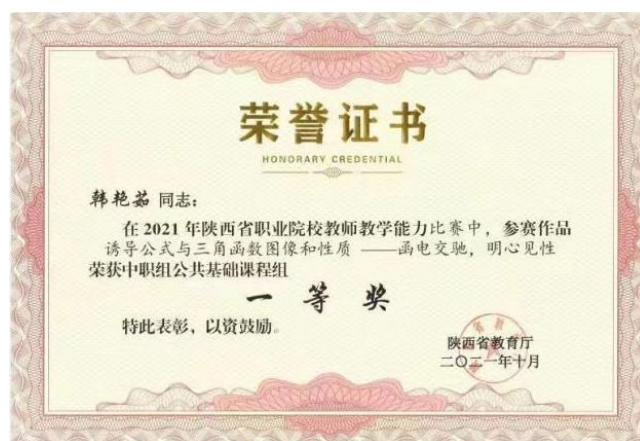 荣誉证书
HONORARY CREDENTIAL
韩艳茹 同志：
在 2021 年陕西省职业院校教师教学能力比赛中，参赛作品
诱导公式与三角函数图像和性质 ——函电交驰，明心见性
荣获中职组公共基础课程组
一 等 奖
特此表彰，以资鼓励。
陕西省教育厅
二〇二一年十月